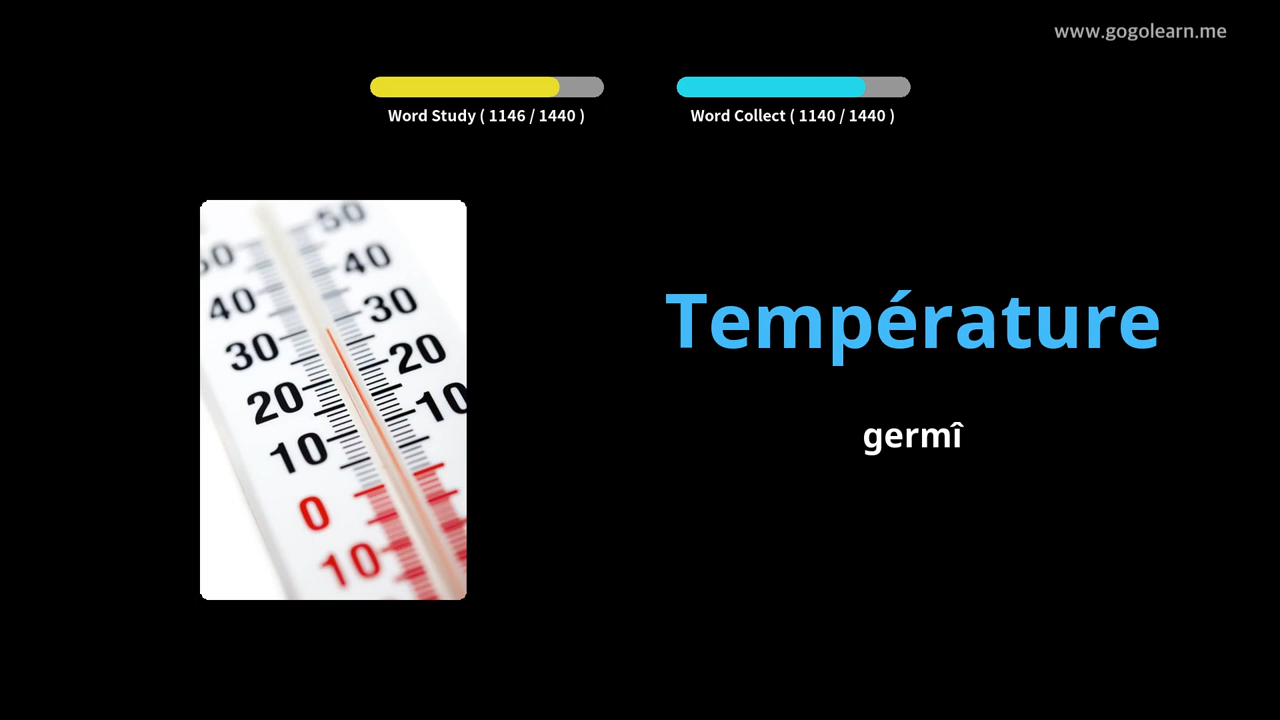 www.gogolearn.me
Word Study ( 1146 / 1440 )
Word Collect ( 1140 / 1440 )
50
40
40
30
30
20
20
10
10
0
10
Température
germî